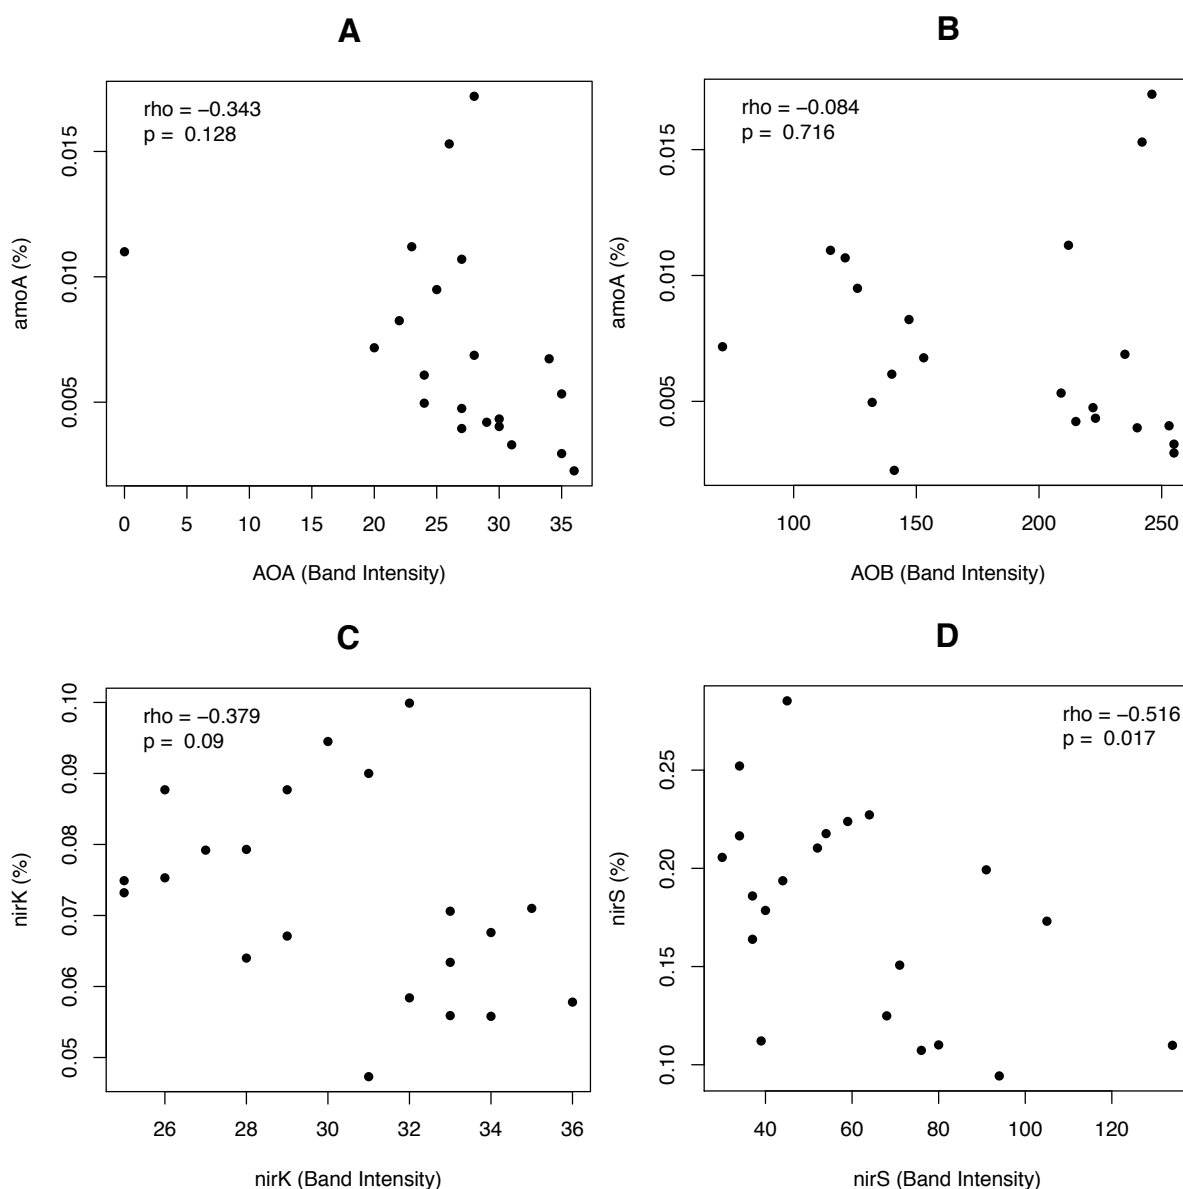 A
rho = −0.343
p = 0.128
amoA (%)
0.015
0.010
0.005
0 5 10 15 20 25 30 35
AOA (Band Intensity)
B
rho = −0.084
p = 0.716
amoA (%)
0.015
0.010
0.005
100 150 200 250
AOB (Band Intensity)
C
rho = −0.379
p = 0.09
nirK (%)
0.10
0.09
0.08
0.07
0.06
0.05
26 28 30 32 34 36
nirK (Band Intensity)
D
rho = −0.516
p = 0.017
nirS (%)
0.25
0.20
0.15
0.10
40 60 80 100 120
nirS (Band Intensity)